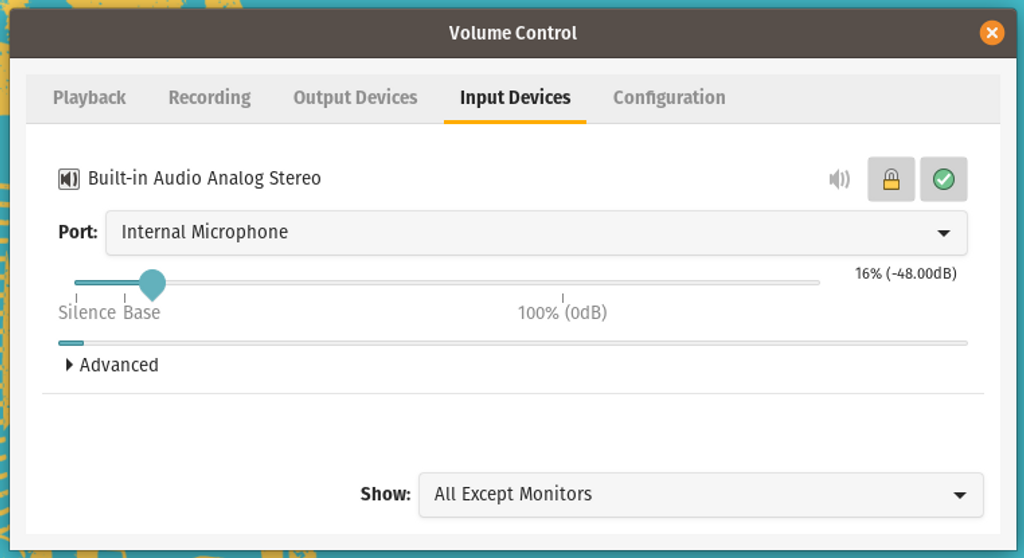 Volume Control
Playback Recording Output Devices Input Devices Configuration
Built-in Audio Analog Stereo
Port: Internal Microphone
16% (-48.00dB)
Silence Base 100% (0dB)
Advanced
Show: All Except Monitors